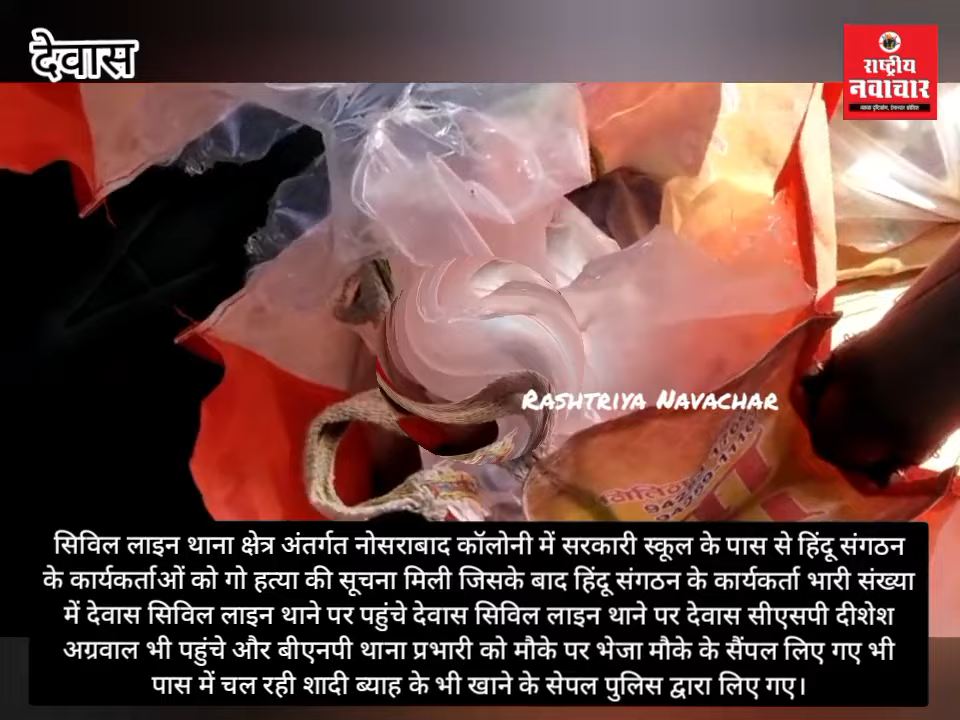 देवास
राष्ट्रीय
नवाचार
RASHTRIYA NAVACHAR
सिविल लाइन थाना क्षेत्र अंतर्गत नोसराबाद कॉलोनी में सरकारी स्कूल के पास से हिंदू संगठन
के कार्यकर्ताओं को गो हत्या की सूचना मिली जिसके बाद हिंदू संगठन के कार्यकर्ता भारी संख्या
में देवास सिविल लाइन थाने पर पहुंचे देवास सिविल लाइन थाने पर देवास सीएसपी दीशेश
अग्रवाल भी पहुंचे और बीएनपी थाना प्रभारी को मौके पर भेजा मौके के सैंपल लिए गए भी
पास में चल रही शादी ब्याह के भी खाने के सेपल पुलिस द्वारा लिए गए।